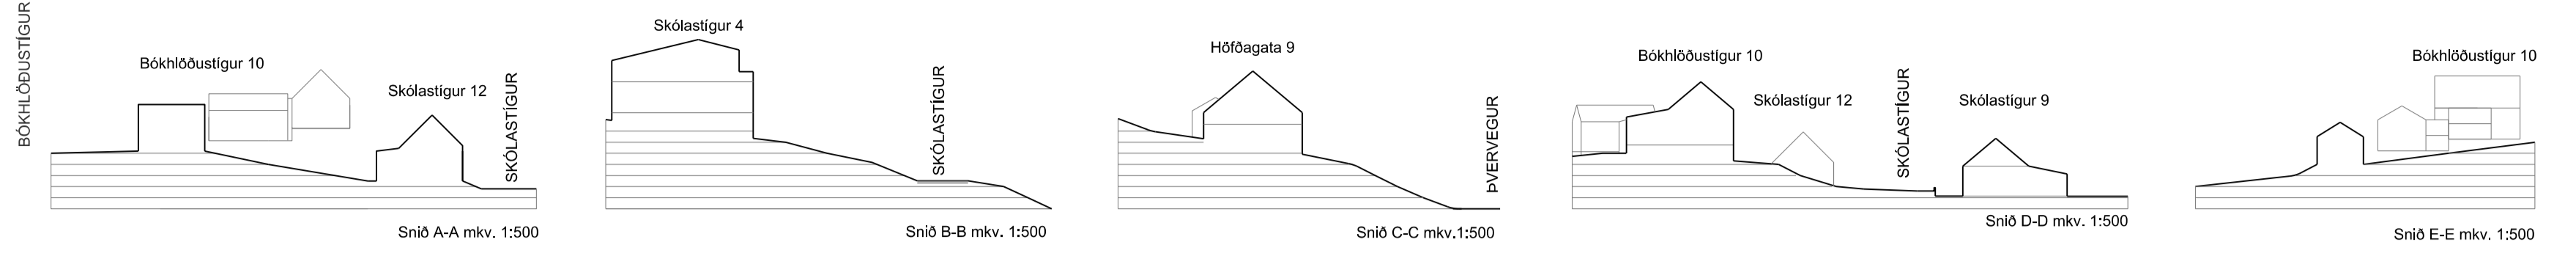 BÓKHLÖÐUSTÍGUR
Bókhlöðustígur 10
Skólastígur 12
SKÓLASTÍGUR
Snið A-A mkv. 1:500
Skólastígur 4
SKÓLASTÍGUR
Snið B-B mkv. 1:500
Höfðagata 9
ÞVERVEGUR
Snið C-C mkv.1:500
Bókhlöðustígur 10
Skólastígur 12
SKÓLASTÍGUR
Skólastígur 9
Snið D-D mkv. 1:500
Bókhlöðustígur 10
Snið E-E mkv. 1:500